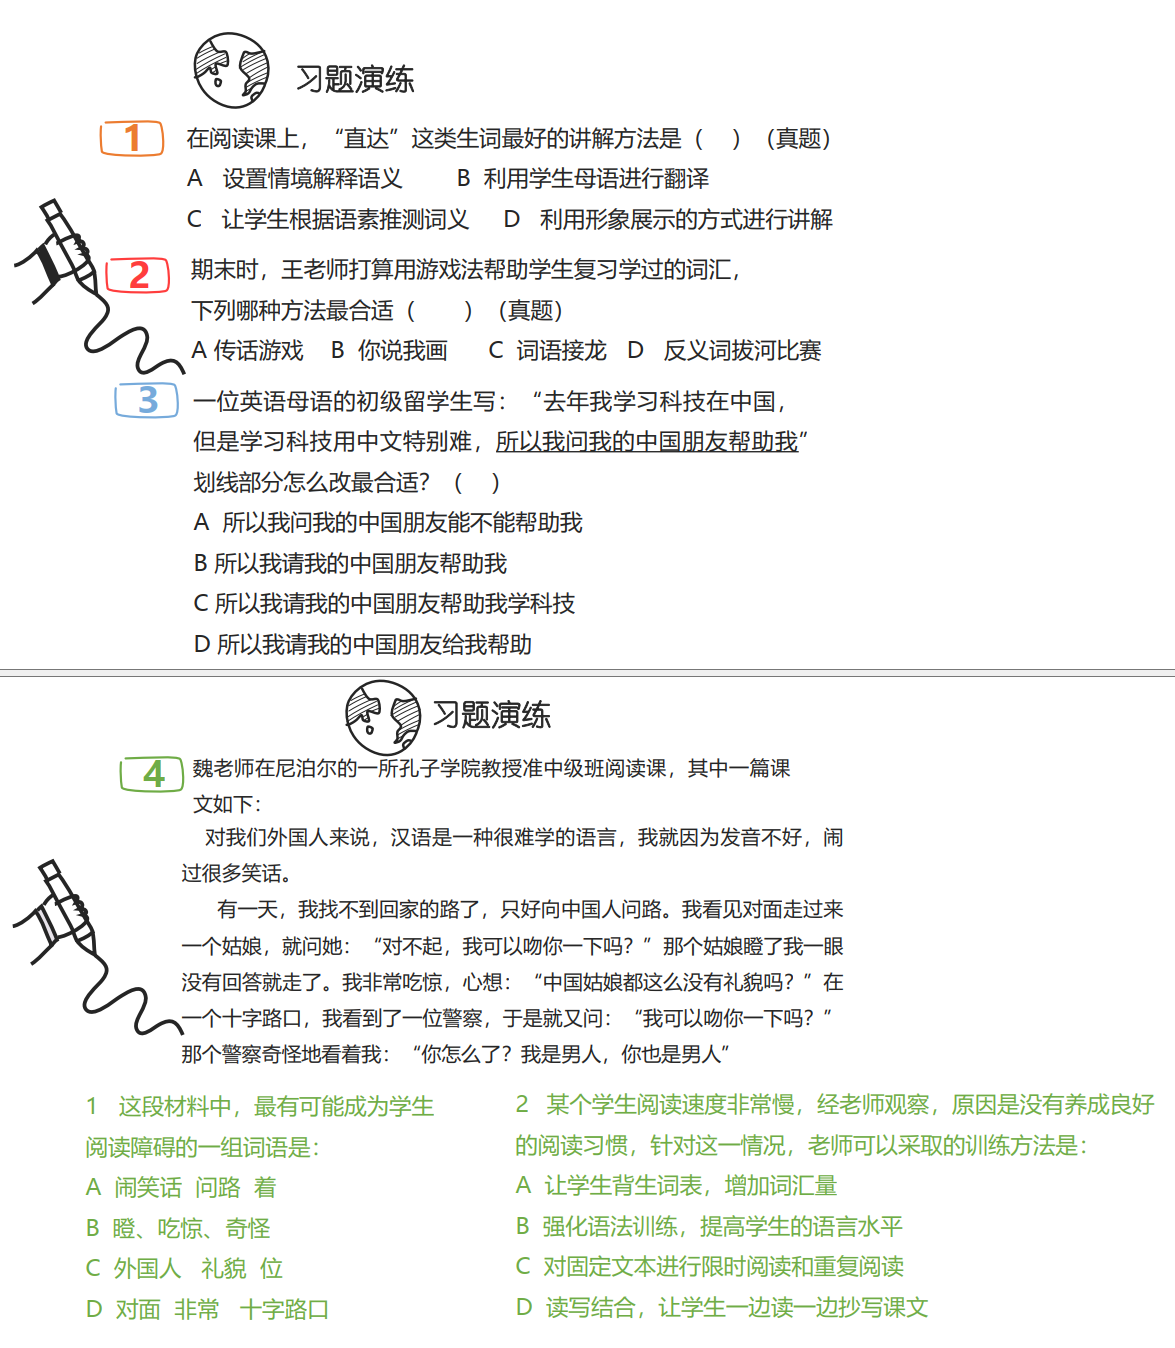 习题演练
1 在阅读课上，“直达”这类生词最好的讲解方法是（ ）（真题）
A 设置情境解释语义 B 利用学生母语进行翻译
C 让学生根据语素推测词义 D 利用形象展示的方式进行讲解
2 期末时，王老师打算用游戏法帮助学生复习学过的词汇，
下列哪种方法最合适（ ）（真题）
A 传话游戏 B 你说我画 C 词语接龙 D 反义词拔河比赛
3 一位英语母语的初级留学生写：“去年我学习科技在中国，
但是学习科技用中文特别难，所以我问我的中国朋友帮助我”
划线部分怎么改最合适？（ ）
A 所以我问我的中国朋友能不能帮助我
B 所以我请我的中国朋友帮助我
C 所以我请我的中国朋友帮助我学科技
D 所以我请我的中国朋友给我帮助
习题演练
4 魏老师在尼泊尔的一所孔子学院教授准中级班阅读课，其中一篇课
文如下：
对我们外国人来说，汉语是一种很难学的语言，我就因为发音不好，闹
过很多笑话。
有一天，我找不到回家的路了，只好向中国人问路。我看见对面走过来
一个姑娘，就问她：“对不起，我可以吻你一下吗？”那个姑娘瞪了我一眼
没有回答就走了。我非常吃惊，心想：“中国姑娘都这么没有礼貌吗？”在
一个十字路口，我看到了一位警察，于是就又问：“我可以吻你一下吗？”
那个警察奇怪地看着我：“你怎么了？我是男人，你也是男人”
1 这段材料中，最有可能成为学生
阅读障碍的一组词语是：
A 闹笑话 问路 着
B 瞪、吃惊、奇怪
C 外国人 礼貌 位
D 对面 非常 十字路口
2 某个学生阅读速度非常慢，经老师观察，原因是没有养成良好
的阅读习惯，针对这一情况，老师可以采取的训练方法是：
A 让学生背生词表，增加词汇量
B 强化语法训练，提高学生的语言水平
C 对固定文本进行限时阅读和重复阅读
D 读写结合，让学生一边读一边抄写课文